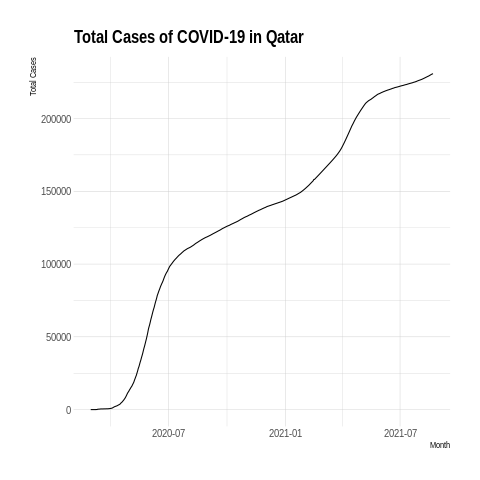 Total Cases of COVID-19 in Qatar
Total Cases
200000
150000
100000
50000
0
2020-07 2021-01 2021-07
Month